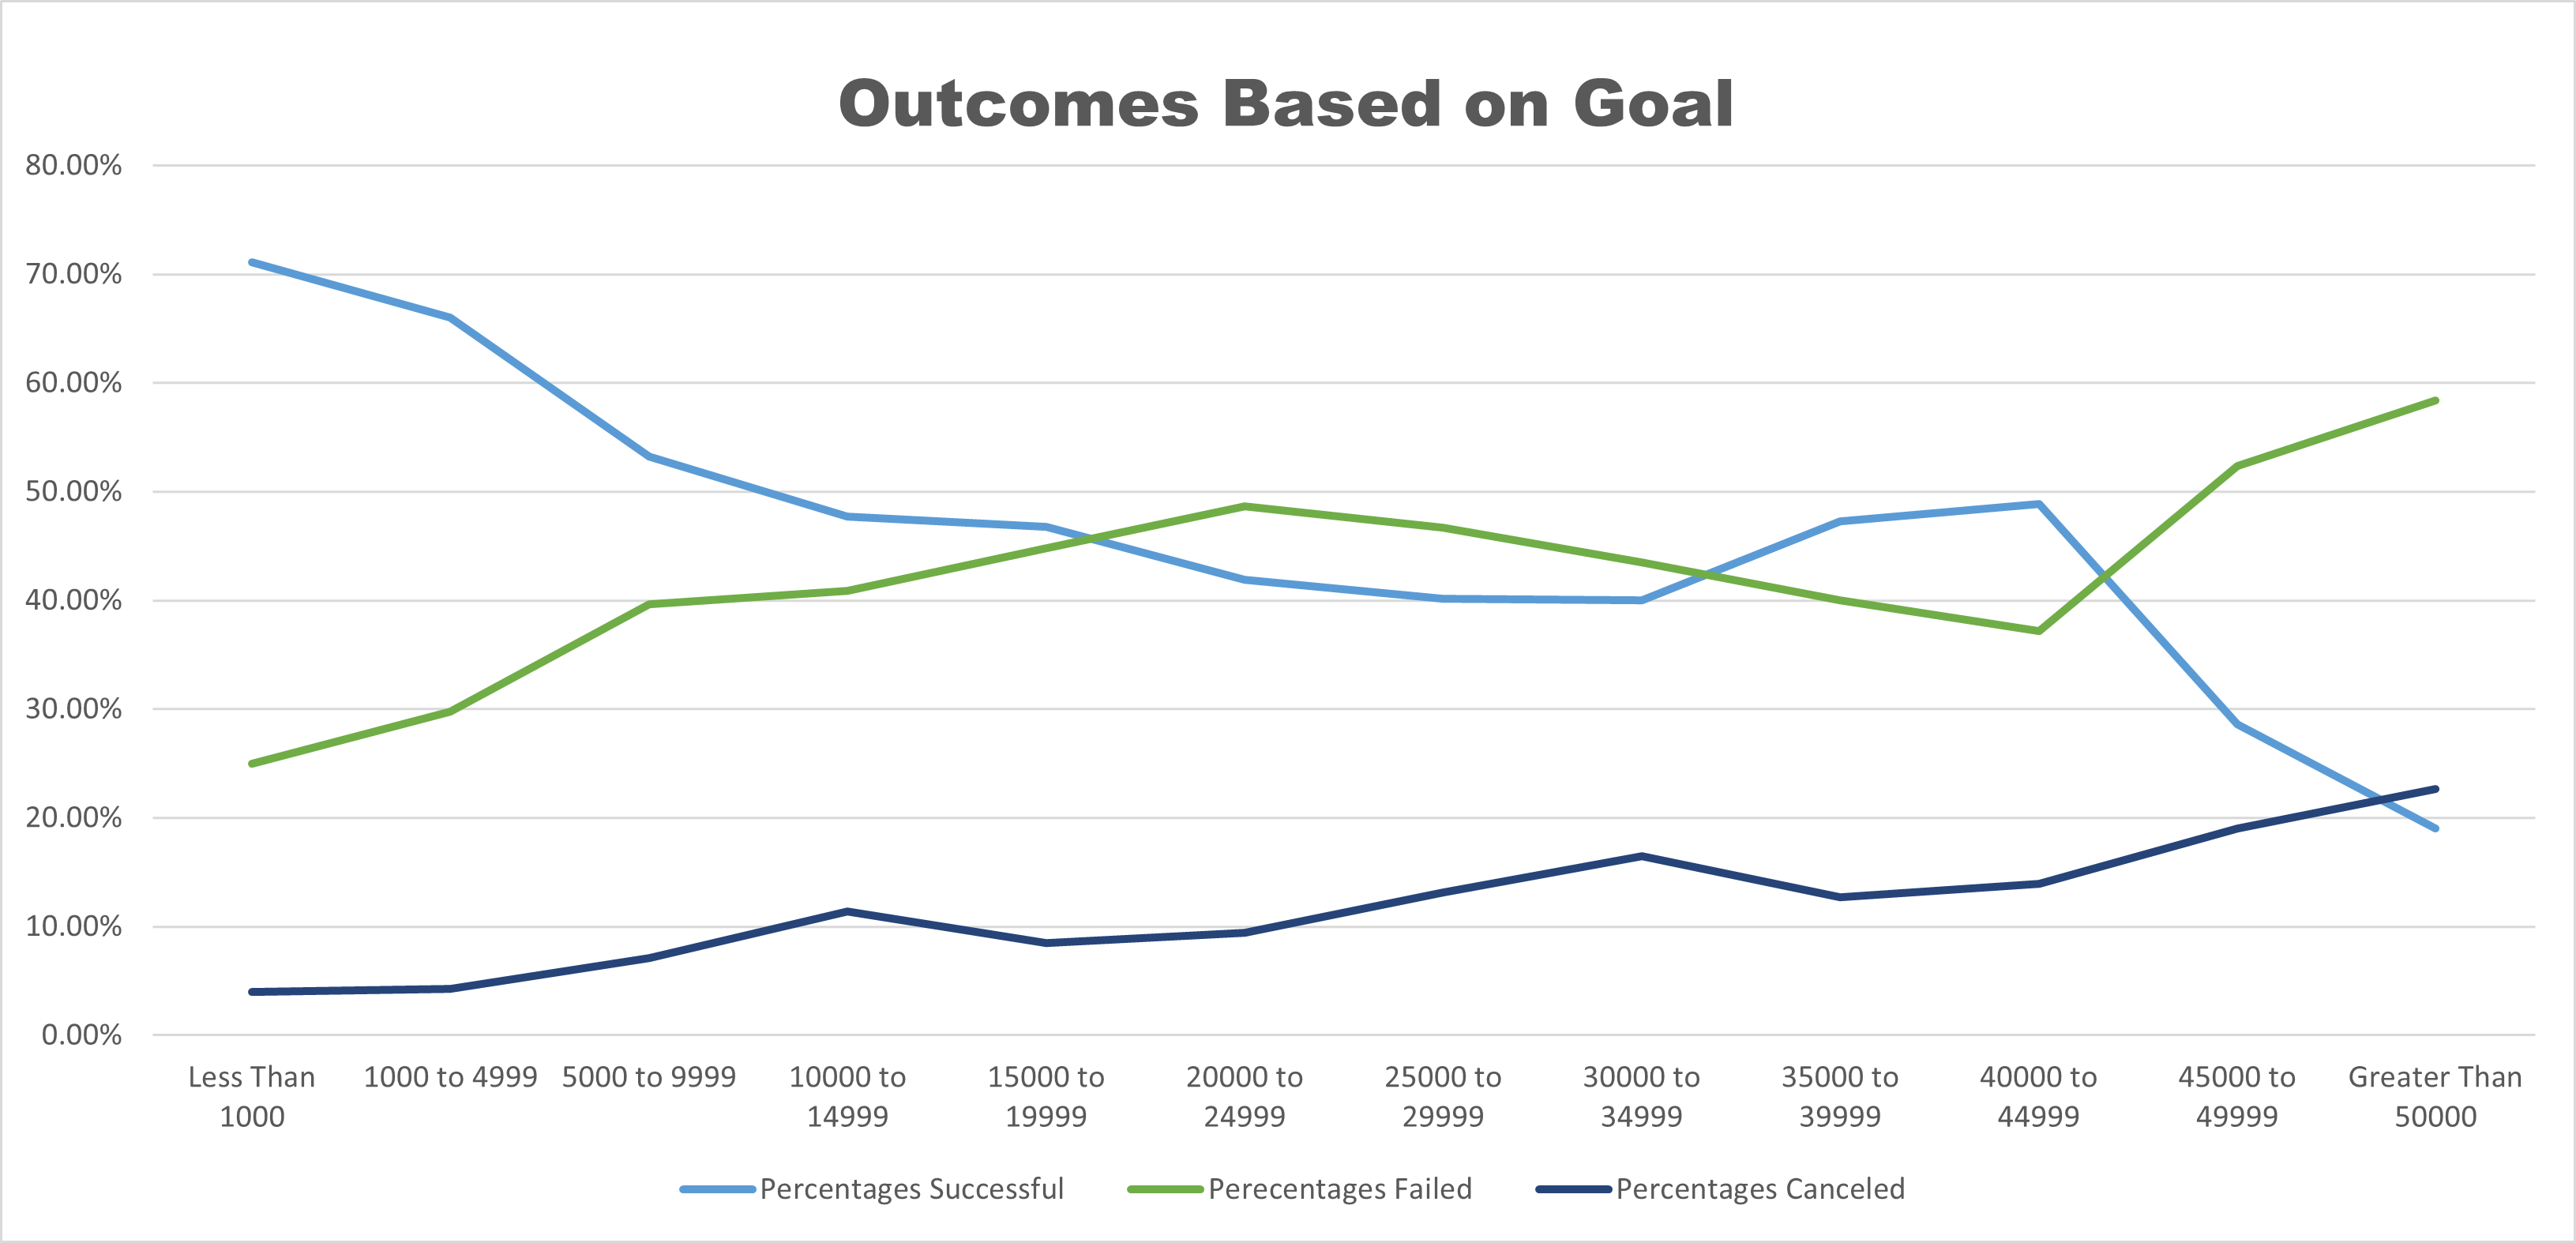 Outcomes Based on Goal
80.00%
70.00%
60.00%
50.00%
40.00%
30.00%
20.00%
10.00%
0.00%
Less Than 1000 to 4999 5000 to 9999 10000 to 15000 to 20000 to 25000 to 30000 to 35000 to 40000 to 45000 to Greater Than
1000 14999 19999 24999 29999 34999 39999 44999 49999 50000
Percentages Successful Perecentages Failed Percentages Canceled